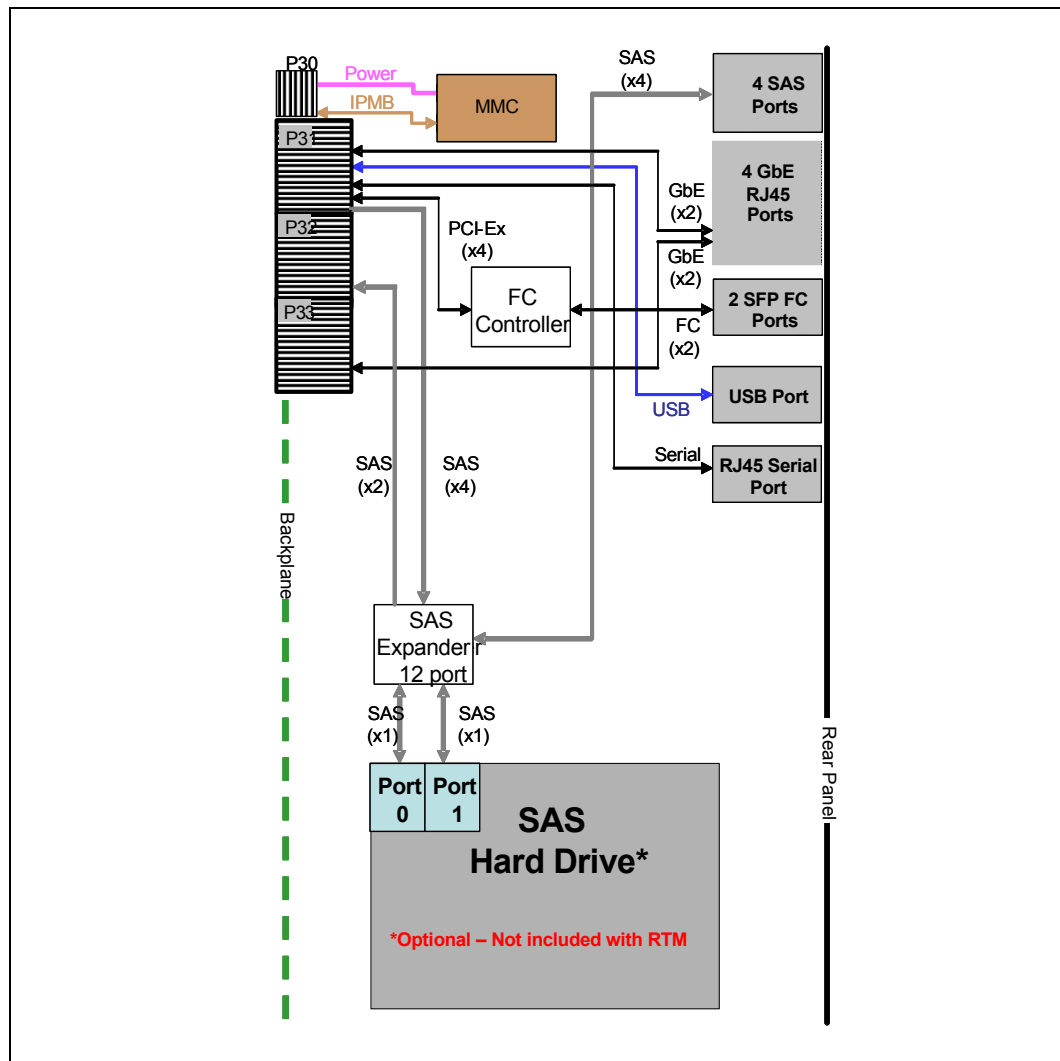 P30
Power
IPMB
MMC
SAS
(x4)
4 SAS
Ports
P31
4 GbE
RJ45
Ports
GbE
(x2)
P32
PCI-Ex
(x4)
GbE
(x2)
FC
Controller
P33
2 SFP FC
Ports
FC
(x2)
USB Port
USB
SAS
(x2)
SAS
(x4)
Serial
RJ45 Serial
Port
Backplane
SAS
Expander r
12 port
SAS
(x1)
SAS
(x1)
Rear Panel
Port
0
Port
1
SAS
Hard Drive*
*Optional – Not included with RTM